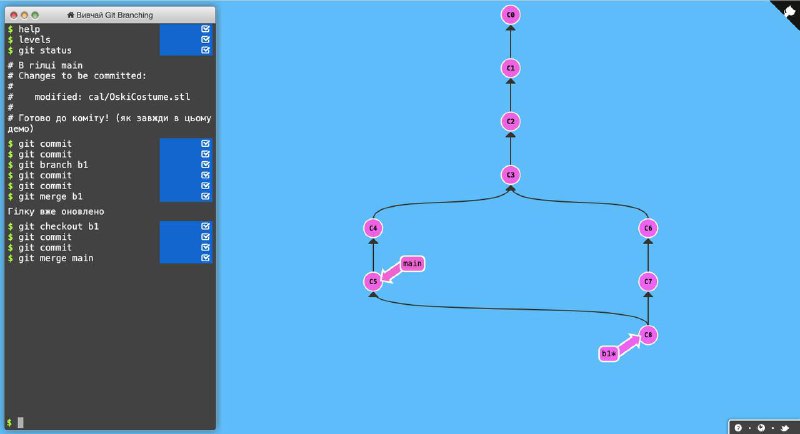 Вивчай Git Branching
$ help
$ levels
$ git status
# В гілці main
# Changes to be committed:
#
#    modified: cal/OskiCostume.stl
#
# Готово до коміту! (як завжди в цьому
демо)
$ git commit
$ git commit
$ git branch b1
$ git commit
$ git commit
$ git merge b1
Гілку вже оновлено
$ git checkout b1
$ git commit
$ git commit
$ git merge main
$
C0
C1
C2
C3
C4
C6
main
C5
C7
C8
b1*